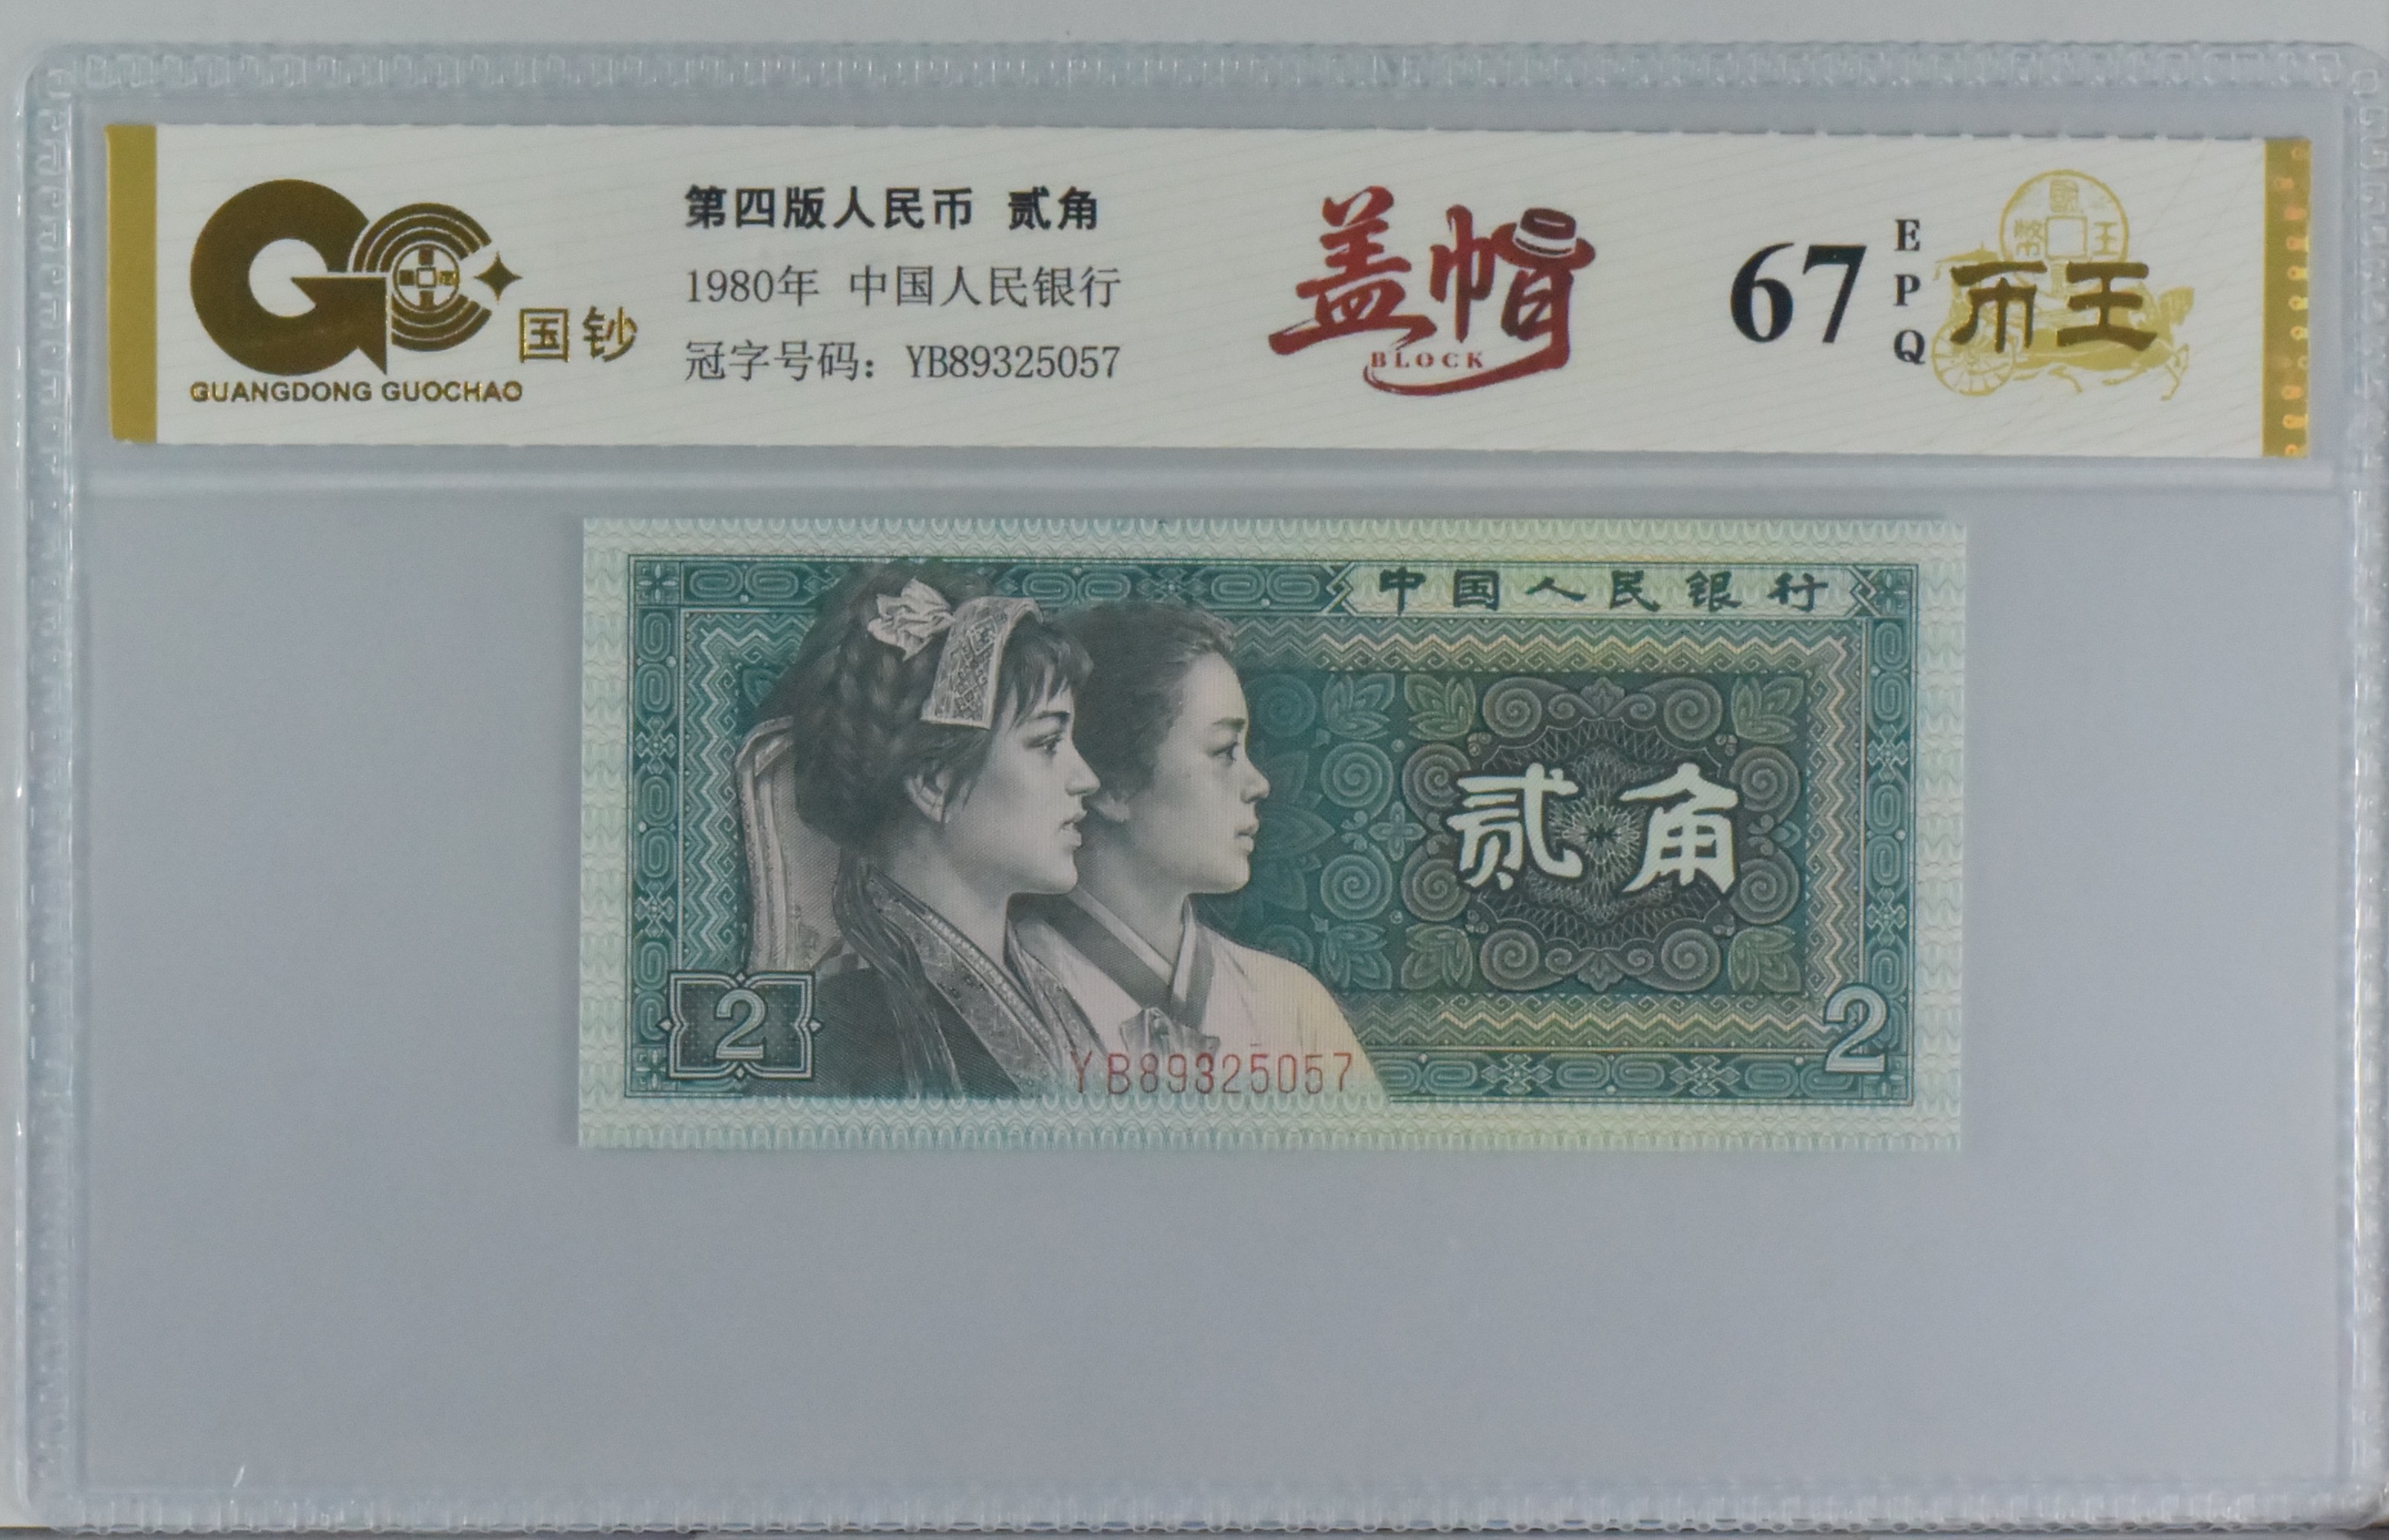 第四版人民币 贰角
1980年 中国人民银行
冠字号码：YB89325057
国钞
GUANGDONG GUOCHAO
盖帽
BLOCK
67
EPQ
币王
中国人民银行
贰角
2
2
YB89325057